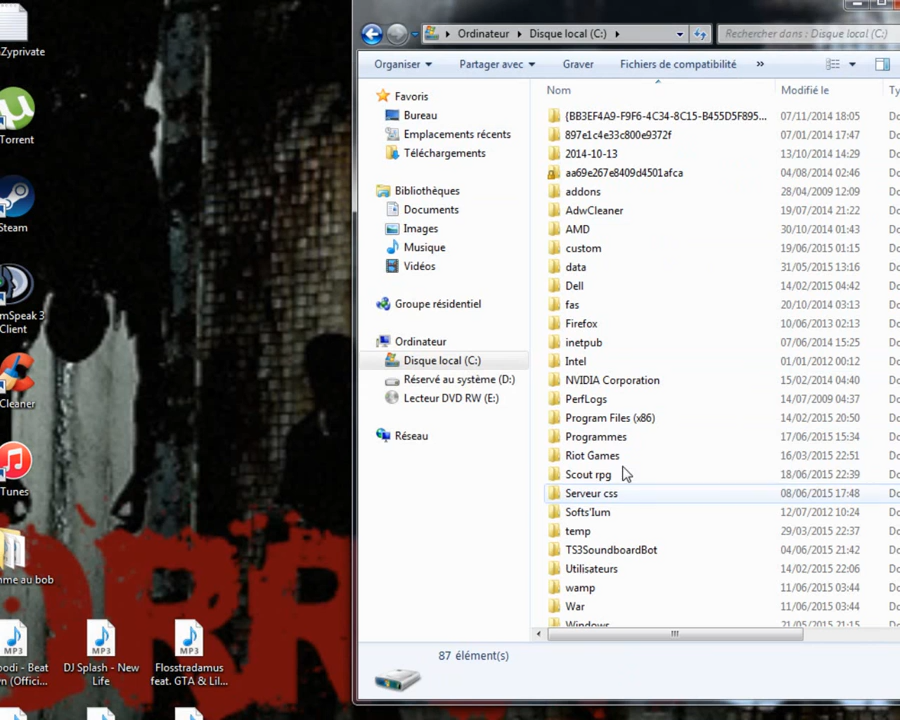 Zyprivate
Torrent
Steam
mSpeak 3
Client
Cleaner
Tunes
me au bob
oodi - Beat
n (Offici...
DJ Splash - New
Life
Flosstradamus
feat. GTA & Lil...
MP3
MP3
MP3
Ordinateur
Disque local (C:)
Rechercher dans : Disque local (C:)
Organiser
Partager avec
Graver
Fichiers de compatibilité
»
Favoris
Bureau
Emplacements récents
Téléchargements
Bibliothèques
Documents
Images
Musique
Vidéos
Groupe résidentiel
Ordinateur
Disque local (C:)
Réservé au système (D:)
Lecteur DVD RW (E:)
Réseau
Nom Modifié le Ty
{BB3EF4A9-F9F6-4C34-8C15-B455D5F895... 07/11/2014 18:05 Do
897e1c4e33c800e9372f 07/01/2014 17:47 Do
2014-10-13 13/10/2014 14:29 Do
aa69e267e8409d4501afca 04/08/2014 02:46 Do
addons 28/04/2009 12:09 Do
AdwCleaner 19/07/2014 21:22 Do
AMD 30/10/2014 01:43 Do
custom 19/06/2015 01:15 Do
data 31/05/2015 13:16 Do
Dell 14/02/2015 04:42 Do
fas 20/10/2014 03:13 Do
Firefox 10/06/2013 02:13 Do
inetpub 07/06/2014 15:25 Do
Intel 01/01/2012 00:12 Do
NVIDIA Corporation 15/02/2014 04:40 Do
PerfLogs 14/07/2009 04:37 Do
Program Files (x86) 14/02/2015 20:50 Do
Programmes 17/06/2015 15:34 Do
Riot Games 16/03/2015 22:51 Do
Scout rpg 18/06/2015 22:39 Do
Serveur css 08/06/2015 17:48 Do
Softs'Ium 12/07/2012 10:24 Do
temp 29/03/2015 22:37 Do
TS3SoundboardBot 04/06/2015 21:42 Do
Utilisateurs 14/02/2015 22:06 Do
wamp 11/06/2015 03:44 Do
War 11/06/2015 03:44 Do
Windows 21/05/2015 21:15 Do
87 élément(s)